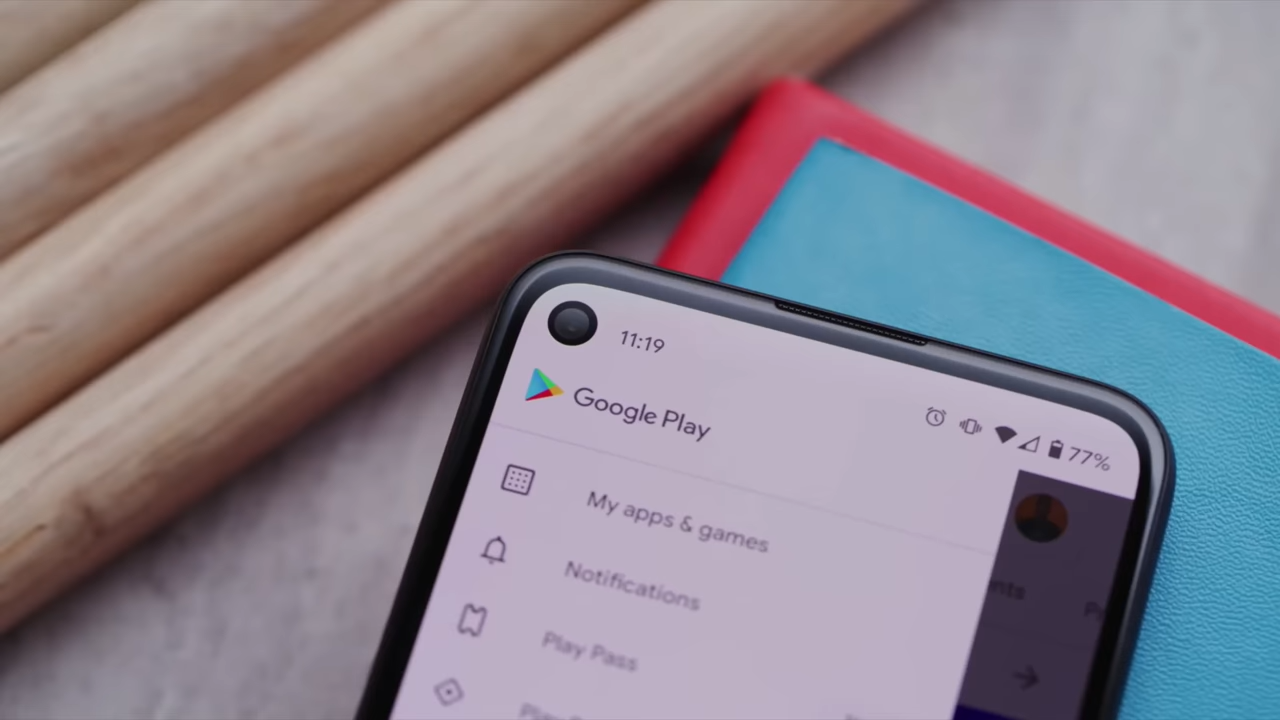 11:19
77%
Google Play
My apps & games
Notifications
Play Pass